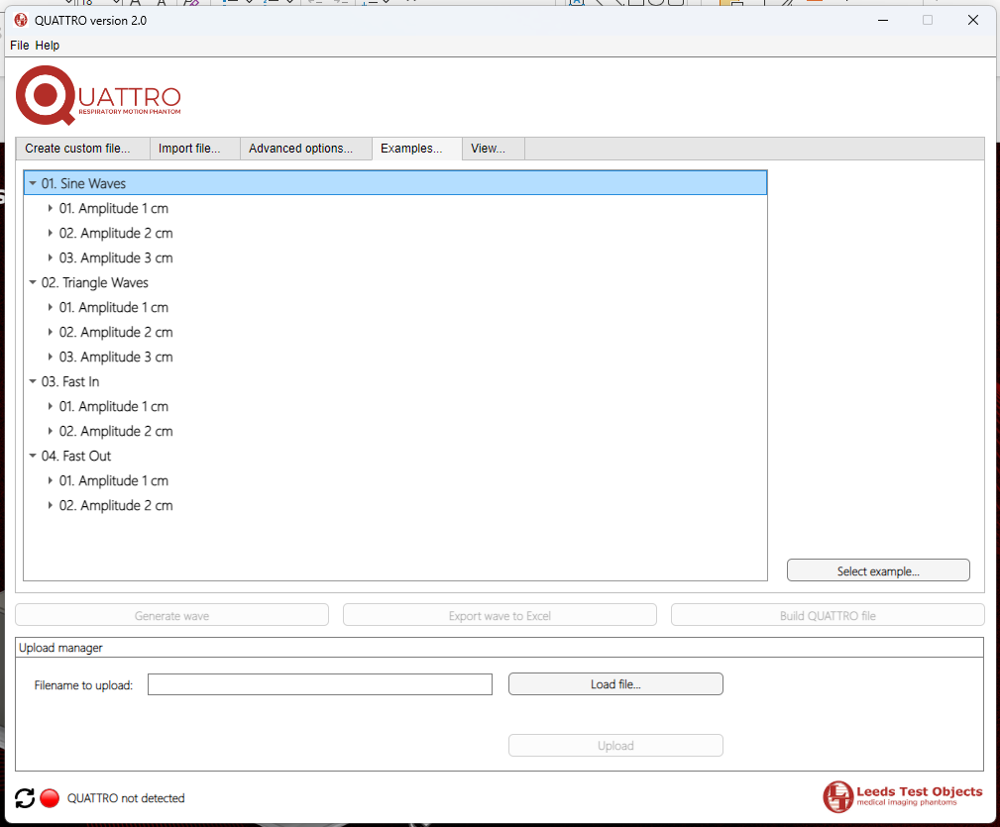 QUATTRO version 2.0
File Help
QUATTRO
RESPIRATORY MOTION PHANTOM
Create custom file... Import file... Advanced options... Examples... View...
01. Sine Waves
01. Amplitude 1 cm
02. Amplitude 2 cm
03. Amplitude 3 cm
02. Triangle Waves
01. Amplitude 1 cm
02. Amplitude 2 cm
03. Amplitude 3 cm
03. Fast In
01. Amplitude 1 cm
02. Amplitude 2 cm
04. Fast Out
01. Amplitude 1 cm
02. Amplitude 2 cm
Select example...
Generate wave Export wave to Excel Build QUATTRO file
Upload manager
Filename to upload: Load file...
Upload
QUATTRO not detected
Leeds Test Objects
medical imaging phantoms